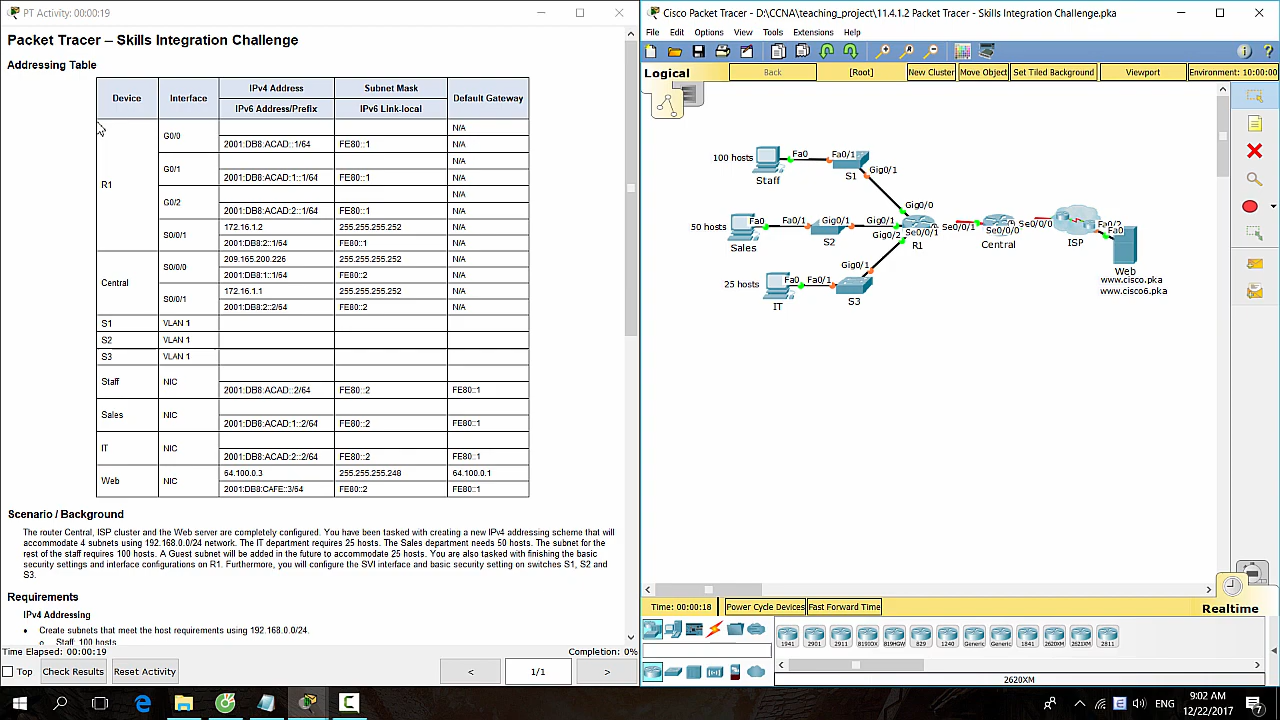 PT Activity: 00:00:19
Packet Tracer – Skills Integration Challenge
Addressing Table
Device Interface IPv4 Address Subnet Mask Default Gateway
IPv6 Address/Prefix IPv6 Link-local
R1
G0/0 N/A
2001:DB8:ACAD::1/64 FE80::1 N/A
G0/1 N/A
2001:DB8:ACAD:1::1/64 FE80::1 N/A
G0/2 N/A
2001:DB8:ACAD:2::1/64 FE80::1 N/A
S0/0/1 172.16.1.2 255.255.255.252 N/A
2001:DB8:2::1/64 FE80::1 N/A
Central
S0/0/0 209.165.200.226 255.255.255.252 N/A
2001:DB8:1::1/64 FE80::2 N/A
S0/0/1 172.16.1.1 255.255.255.252 N/A
2001:DB8:2::2/64 FE80::2 N/A
S1 VLAN 1
S2 VLAN 1
S3 VLAN 1
Staff NIC
2001:DB8:ACAD::2/64 FE80::2 FE80::1
Sales NIC
2001:DB8:ACAD:1::2/64 FE80::2 FE80::1
IT NIC
2001:DB8:ACAD:2::2/64 FE80::2 FE80::1
Web NIC 64.100.0.3 255.255.255.248 64.100.0.1
2001:DB8:CAFE::3/64 FE80::2 FE80::1
Scenario / Background
The router Central, ISP cluster and the Web server are completely configured. You have been tasked with creating a new IPv4 addressing scheme that will
accommodate 4 subnets using 192.168.0.0/24 network. The IT department requires 25 hosts. The Sales department needs 50 hosts. The subnet for the
rest of the staff requires 100 hosts. A Guest subnet will be added in the future to accommodate 25 hosts. You are also tasked with finishing the basic
security settings and interface configurations on R1. Furthermore, you will configure the SVI interface and basic security setting on switches S1, S2 and
S3.
Requirements
IPv4 Addressing
• Create subnets that meet the host requirements using 192.168.0.0/24.
Staff: 100 hosts
Time Elapsed: 00:00:19 Completion: 0%
Top Check Results Reset Activity < 1/1 >
Cisco Packet Tracer - D:\CCNA\teaching_project\11.4.1.2 Packet Tracer - Skills Integration Challenge.pka
File Edit Options View Tools Extensions Help
Logical Back [Root] New Cluster Move Object Set Tiled Background Viewport Environment: 10:00:00
100 hosts Fa0 Fa0/1
Staff S1 Gig0/1
Gig0/0
50 hosts Fa0 Fa0/1 Gig0/1 Gig0/1 Se0/0/1 Se0/0/1 Se0/0/0 Se0/0/0 Fa0/2
Sales S2 Gig0/2 R1 Central ISP Fa0
Gig0/1
25 hosts Fa0 Fa0/1
IT S3
Web
www.cisco.pka
www.cisco6.pka
Time: 00:00:18 Power Cycle Devices Fast Forward Time Realtime
1941 2901 2911 819IOX 819HGW 829 1240 Generic Generic 1841 2620XM 2621XM 2811
2620XM
ENG
9:02 AM
12/22/2017
7